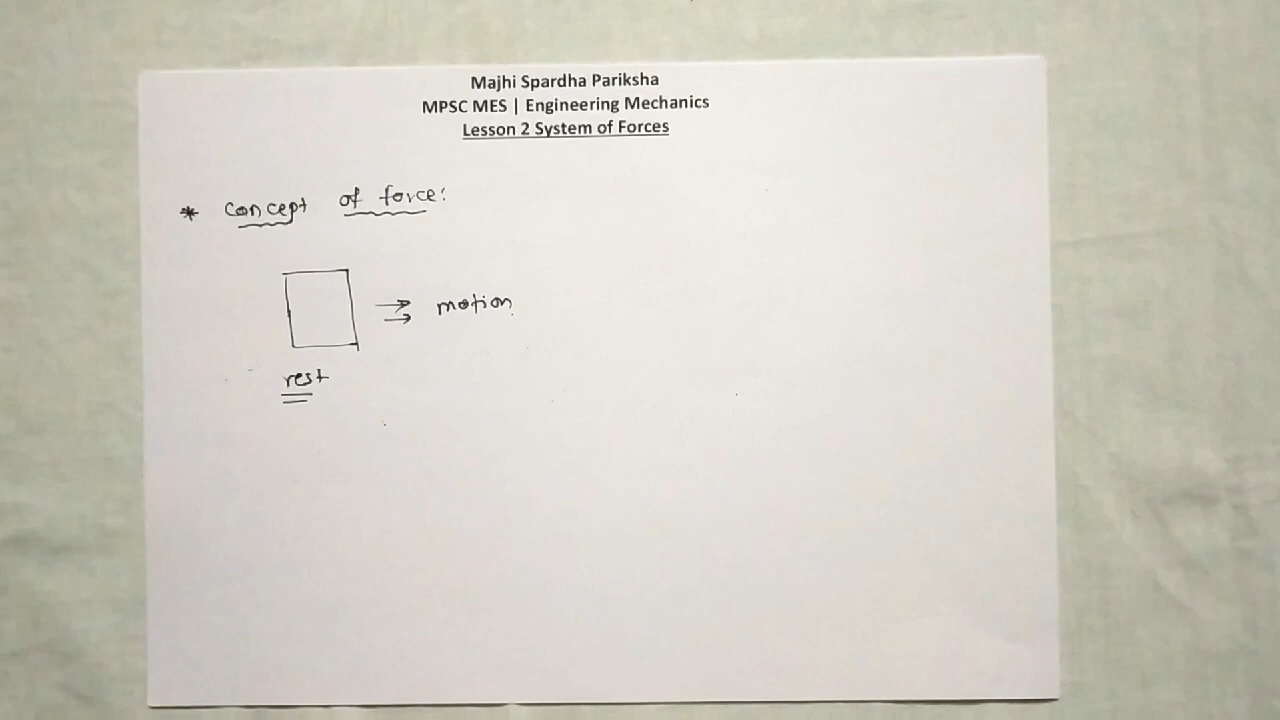 Majhi Spardha Pariksha
MPSC MES | Engineering Mechanics
Lesson 2 System of Forces
* concept of force:
motion
rest